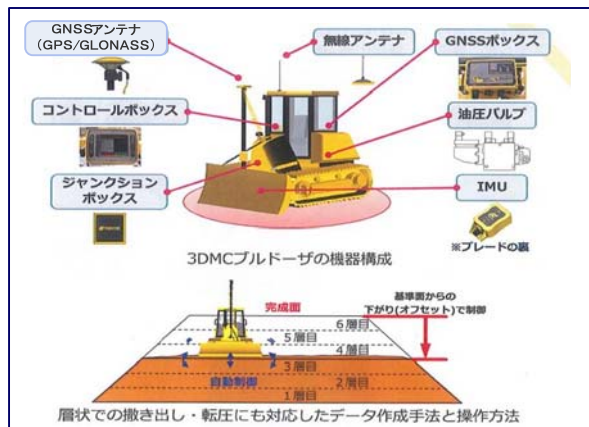 GNSSアンテナ
(GPS/GLONASS)
無線アンテナ
GNSSボックス
コントロールボックス
油圧バルブ
ジャンクション
ボックス
IMU
※ブレードの裏
3DMCブルドーザの機器構成
完成面
基準面からの
下がり(オフセット)で制御
6層目
5層目
4層目
3層目
自動制御
2層目
1層目
層状での撒き出し・転圧にも対応したデータ作成手法と操作方法